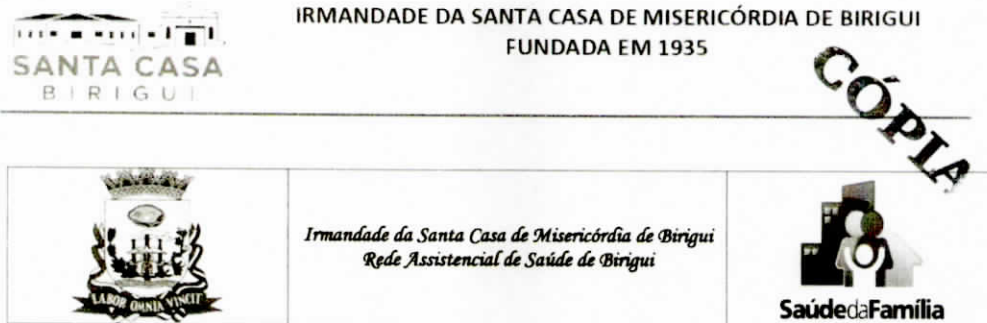 IRMANDADE DA SANTA CASA DE MISERICÓRDIA DE BIRIGUI
FUNDADA EM 1935
SANTA CASA
BIRIGUI
CÓPIA
Irmandade da Santa Casa de Misericórdia de Birigui
Rede Assistencial de Saúde de Birigui
LABOR OMNIA VINCIT
SaúdedaFamília